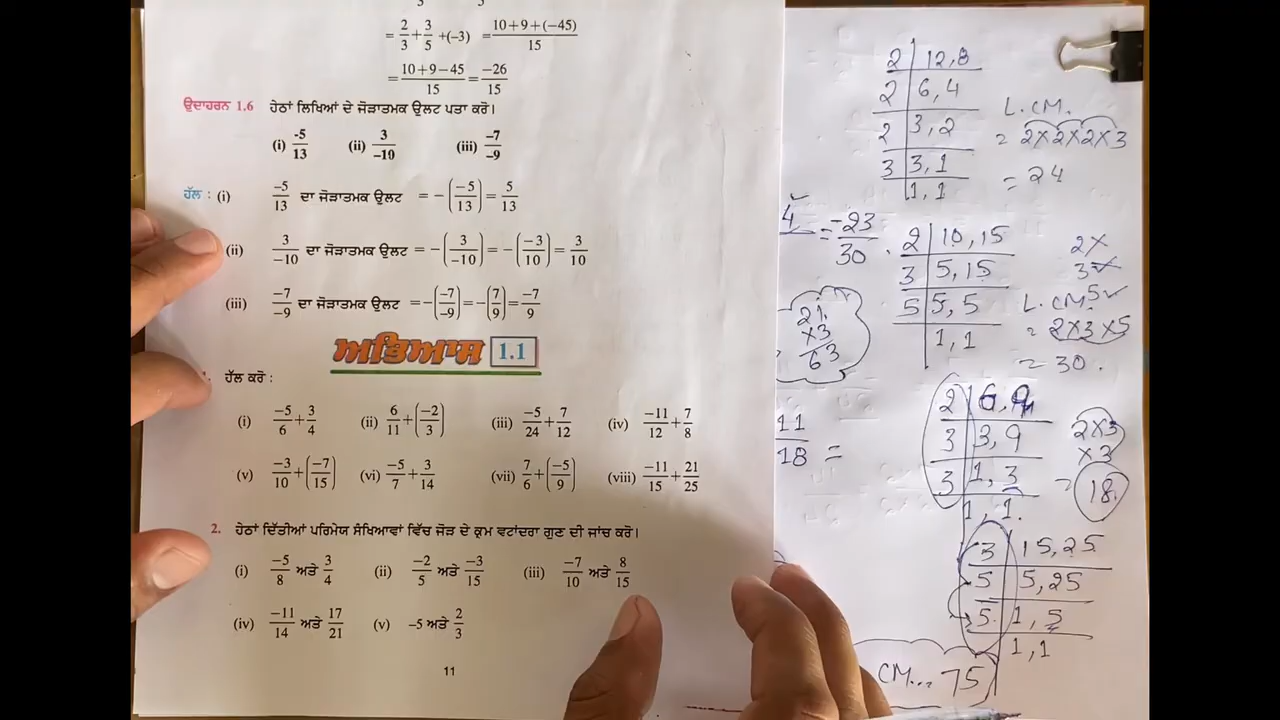 = 2/3 + 3/5 +(−3) = 10+9+(−45)/15
= 10+9−45/15 = −26/15
ਉਦਾਹਰਨ 1.6 ਹੇਠਾਂ ਲਿਖਿਆਂ ਦੇ ਜੋੜਾਤਮਕ ਉਲਟ ਪਤਾ ਕਰੋ।
(i) -5/13 (ii) 3/−10 (iii) −7/−9
ਹੱਲ : (i) −5/13 ਦਾ ਜੋੜਾਤਮਕ ਉਲਟ = −(−5/13) = 5/13
(ii) 3/−10 ਦਾ ਜੋੜਾਤਮਕ ਉਲਟ = −(3/−10) = −(−3/10) = 3/10
(iii) −7/−9 ਦਾ ਜੋੜਾਤਮਕ ਉਲਟ = −(−7/−9) = −(7/9) = −7/9
ਅਭਿਆਸ 1.1
ਹੱਲ ਕਰੋ :
(i) −5/6 + 3/4 (ii) 6/11 + (−2/3) (iii) −5/24 + 7/12 (iv) −11/12 + 7/8
(v) −3/10 + (−7/15) (vi) −5/7 + 3/14 (vii) 7/6 + (−5/9) (viii) −11/15 + 21/25
2. ਹੇਠਾਂ ਦਿੱਤੀਆਂ ਪਰਿਮੇਯ ਸੰਖਿਆਵਾਂ ਵਿੱਚ ਜੋੜ ਦੇ ਕ੍ਰਮ ਵਟਾਂਦਰਾ ਗੁਣ ਦੀ ਜਾਂਚ ਕਰੋ।
(i) −5/8 ਅਤੇ 3/4 (ii) −2/5 ਅਤੇ −3/15 (iii) −7/10 ਅਤੇ 8/15
(iv) −11/14 ਅਤੇ 17/21 (v) −5 ਅਤੇ 2/3
11
2 | 12, 8
2 | 6, 4
2 | 3, 2
3 | 3, 1
1, 1
L.CM.
= 2×2×2×3
= 24
= −23/30
2 | 10, 15
3 | 5, 15
5 | 5, 5
1, 1
2×
3
5
L.CM
= 2×3×5
= 30.
21
×3
63
11/18 =
2 | 6, 9
3 | 3, 9
3 | 1, 3
1, 1.
2×3
×3
= 18.
3 | 15, 25
5 | 5, 25
5 | 1, 5
1, 1
CM... 75